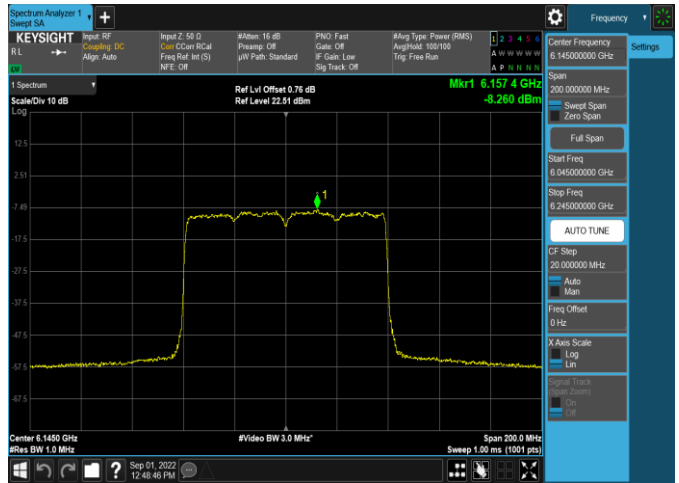 Spectrum Analyzer 1
Swept SA
Frequency
KEYSIGHT
RL
Input: RF
Coupling: DC
Align: Auto
Input Z: 50 Ω
Corr CCorr RCal
Freq Ref: Int (S)
NFE: Off
#Atten: 16 dB
Preamp: Off
µW Path: Standard
PNO: Fast
Gate: Off
IF Gain: Low
Sig Track: Off
#Avg Type: Power (RMS)
Avg|Hold: 100/100
Trig: Free Run
1 2 3 4 5 6
A W W W W W
A P N N N N
1 Spectrum
Scale/Div 10 dB
Log
Ref Lvl Offset 0.76 dB
Ref Level 22.51 dBm
Mkr1 6.157 4 GHz
-8.260 dBm
12.5
2.51
-7.49
-17.5
-27.5
-37.5
-47.5
-57.5
-67.5
1
Center 6.1450 GHz
#Res BW 1.0 MHz
#Video BW 3.0 MHz*
Span 200.0 MHz
Sweep 1.00 ms (1001 pts)
Center Frequency
6.145000000 GHz
Settings
Span
200.000000 MHz
Swept Span
Zero Span
Full Span
Start Freq
6.045000000 GHz
Stop Freq
6.245000000 GHz
AUTO TUNE
CF Step
20.000000 MHz
Auto
Man
Freq Offset
0 Hz
X Axis Scale
Log
Lin
Signal Track
(Span Zoom)
On
Off
?
Sep 01, 2022
12:48:46 PM